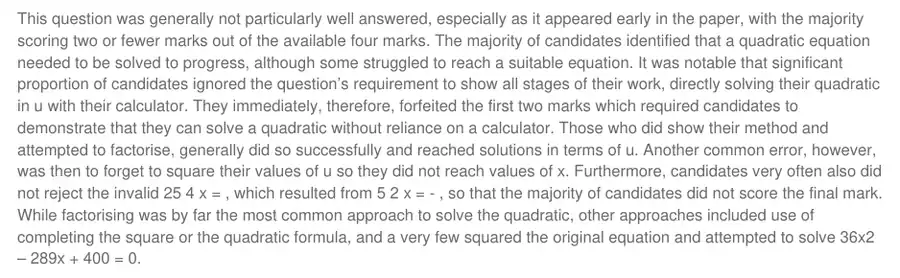 This question was generally not particularly well answered, especially as it appeared early in the paper, with the majority
scoring two or fewer marks out of the available four marks. The majority of candidates identified that a quadratic equation
needed to be solved to progress, although some struggled to reach a suitable equation. It was notable that significant
proportion of candidates ignored the question's requirement to show all stages of their work, directly solving their quadratic
in u with their calculator. They immediately, therefore, forfeited the first two marks which required candidates to
demonstrate that they can solve a quadratic without reliance on a calculator. Those who did show their method and
attempted to factorise, generally did so successfully and reached solutions in terms of u. Another common error, however,
was then to forget to square their values of u so they did not reach values of x. Furthermore, candidates very often also did
not reject the invalid 25 4 x = , which resulted from 5 2 x = - , so that the majority of candidates did not score the final mark.
While factorising was by far the most common approach to solve the quadratic, other approaches included use of
completing the square or the quadratic formula, and a very few squared the original equation and attempted to solve 36x2
– 289x + 400 = 0.